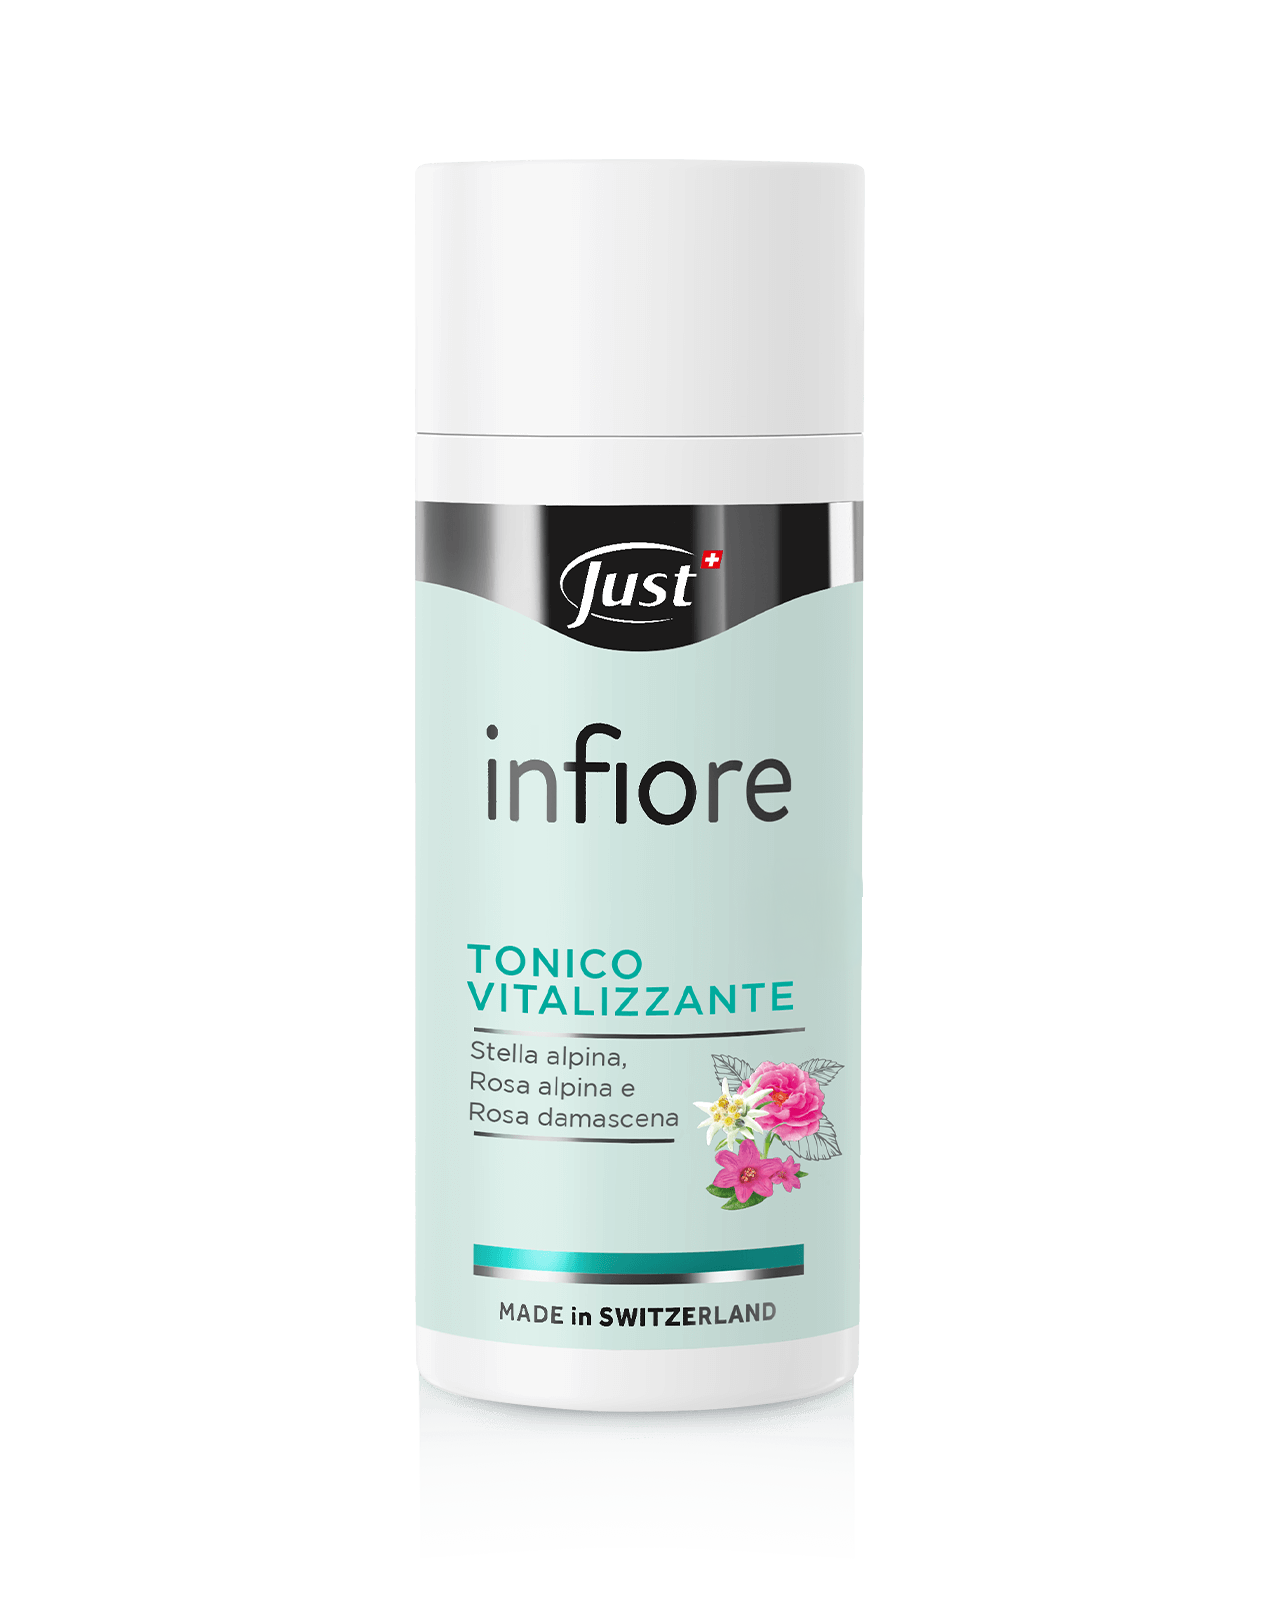 Just
infiore
TONICO
VITALIZZANTE
Stella alpina,
Rosa alpina e
Rosa damascena
MADE in SWITZERLAND